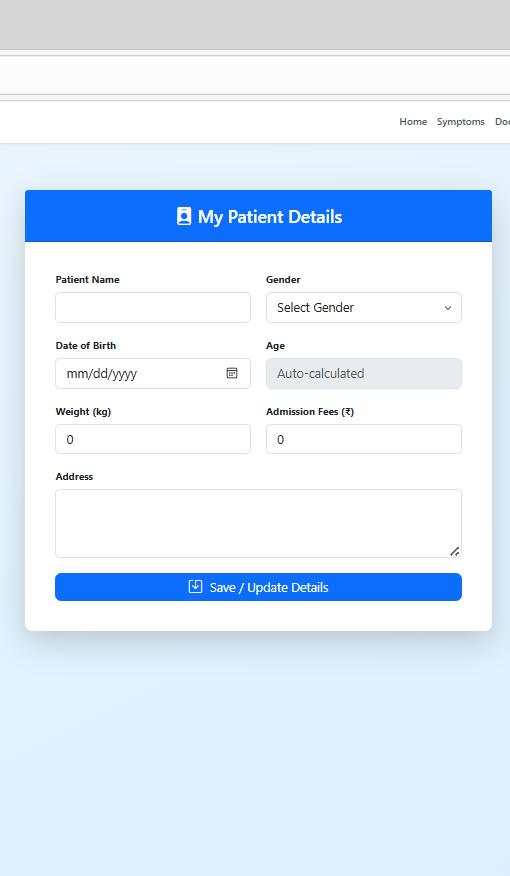 Home Symptoms
My Patient Details
Patient Name
Gender
Select Gender
Date of Birth
Age
mm/dd/yyyy
Auto-calculated
Weight (kg)
Admission Fees (₹)
0
0
Address
Save / Update Details